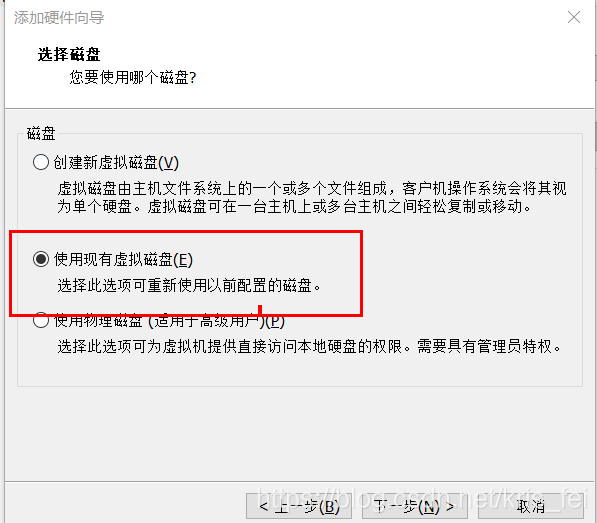 添加硬件向导
选择磁盘
您要使用哪个磁盘?
磁盘
创建新虚拟磁盘(V)
虚拟磁盘由主机文件系统上的一个或多个文件组成，客户机操作系统会将其视
为单个硬盘。虚拟磁盘可在一台主机上或多台主机之间轻松复制或移动。
使用现有虚拟磁盘(E)
选择此选项可重新使用以前配置的磁盘。
使用物理磁盘 (适用于高级用户)(P)
选择此选项可为虚拟机提供直接访问本地硬盘的权限。需要具有管理员特权。
< 上一步(B) 下一步(N) > 取消
https://blog.csdn.net/kris_fei